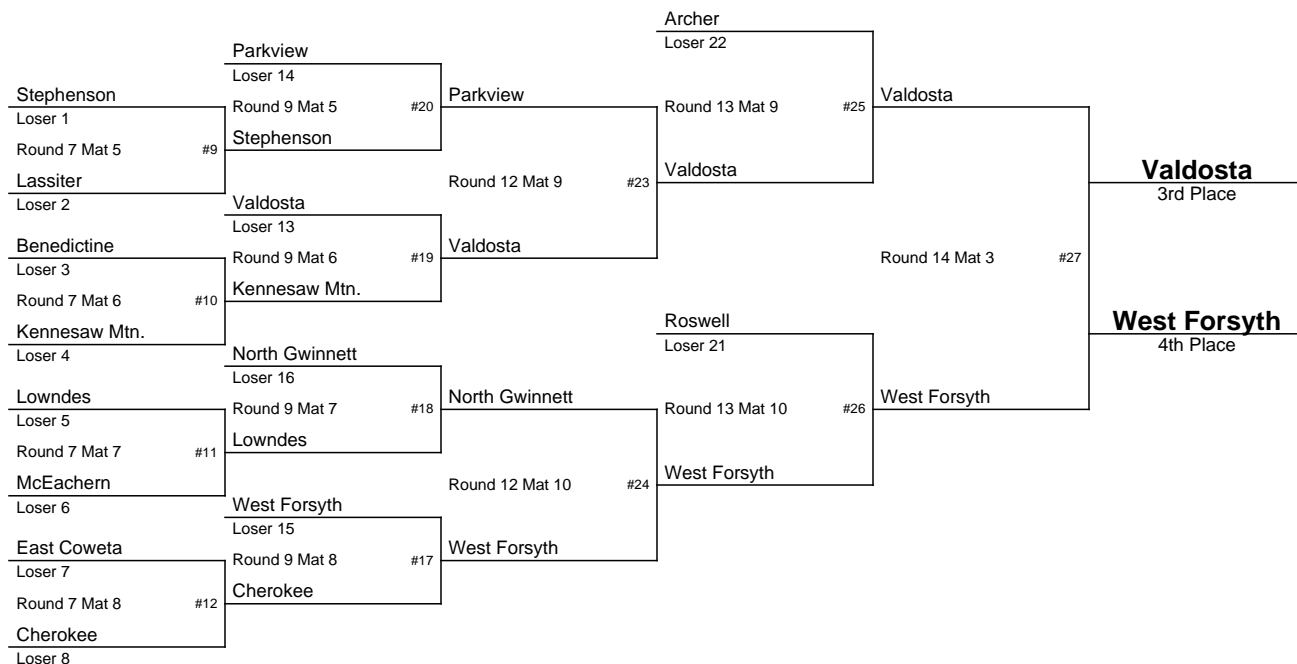 Archer
Loser 22
Parkview
Loser 14
Stephenson
Loser 1
Round 9 Mat 5 #20
Parkview
Round 13 Mat 9 #25
Valdosta
Round 7 Mat 5 #9
Stephenson
Lassiter
Loser 2
Round 12 Mat 9 #23
Valdosta
Valdosta
3rd Place
Valdosta
Loser 13
Benedictine
Loser 3
Round 9 Mat 6 #19
Valdosta
Round 14 Mat 3 #27
Round 7 Mat 6 #10
Kennesaw Mtn.
Kennesaw Mtn.
Loser 4
Roswell
Loser 21
West Forsyth
4th Place
North Gwinnett
Loser 16
Lowndes
Loser 5
Round 9 Mat 7 #18
North Gwinnett
Round 13 Mat 10 #26
West Forsyth
Round 7 Mat 7 #11
Lowndes
McEachern
Loser 6
Round 12 Mat 10 #24
West Forsyth
West Forsyth
Loser 15
East Coweta
Loser 7
Round 9 Mat 8 #17
West Forsyth
Round 7 Mat 8 #12
Cherokee
Cherokee
Loser 8